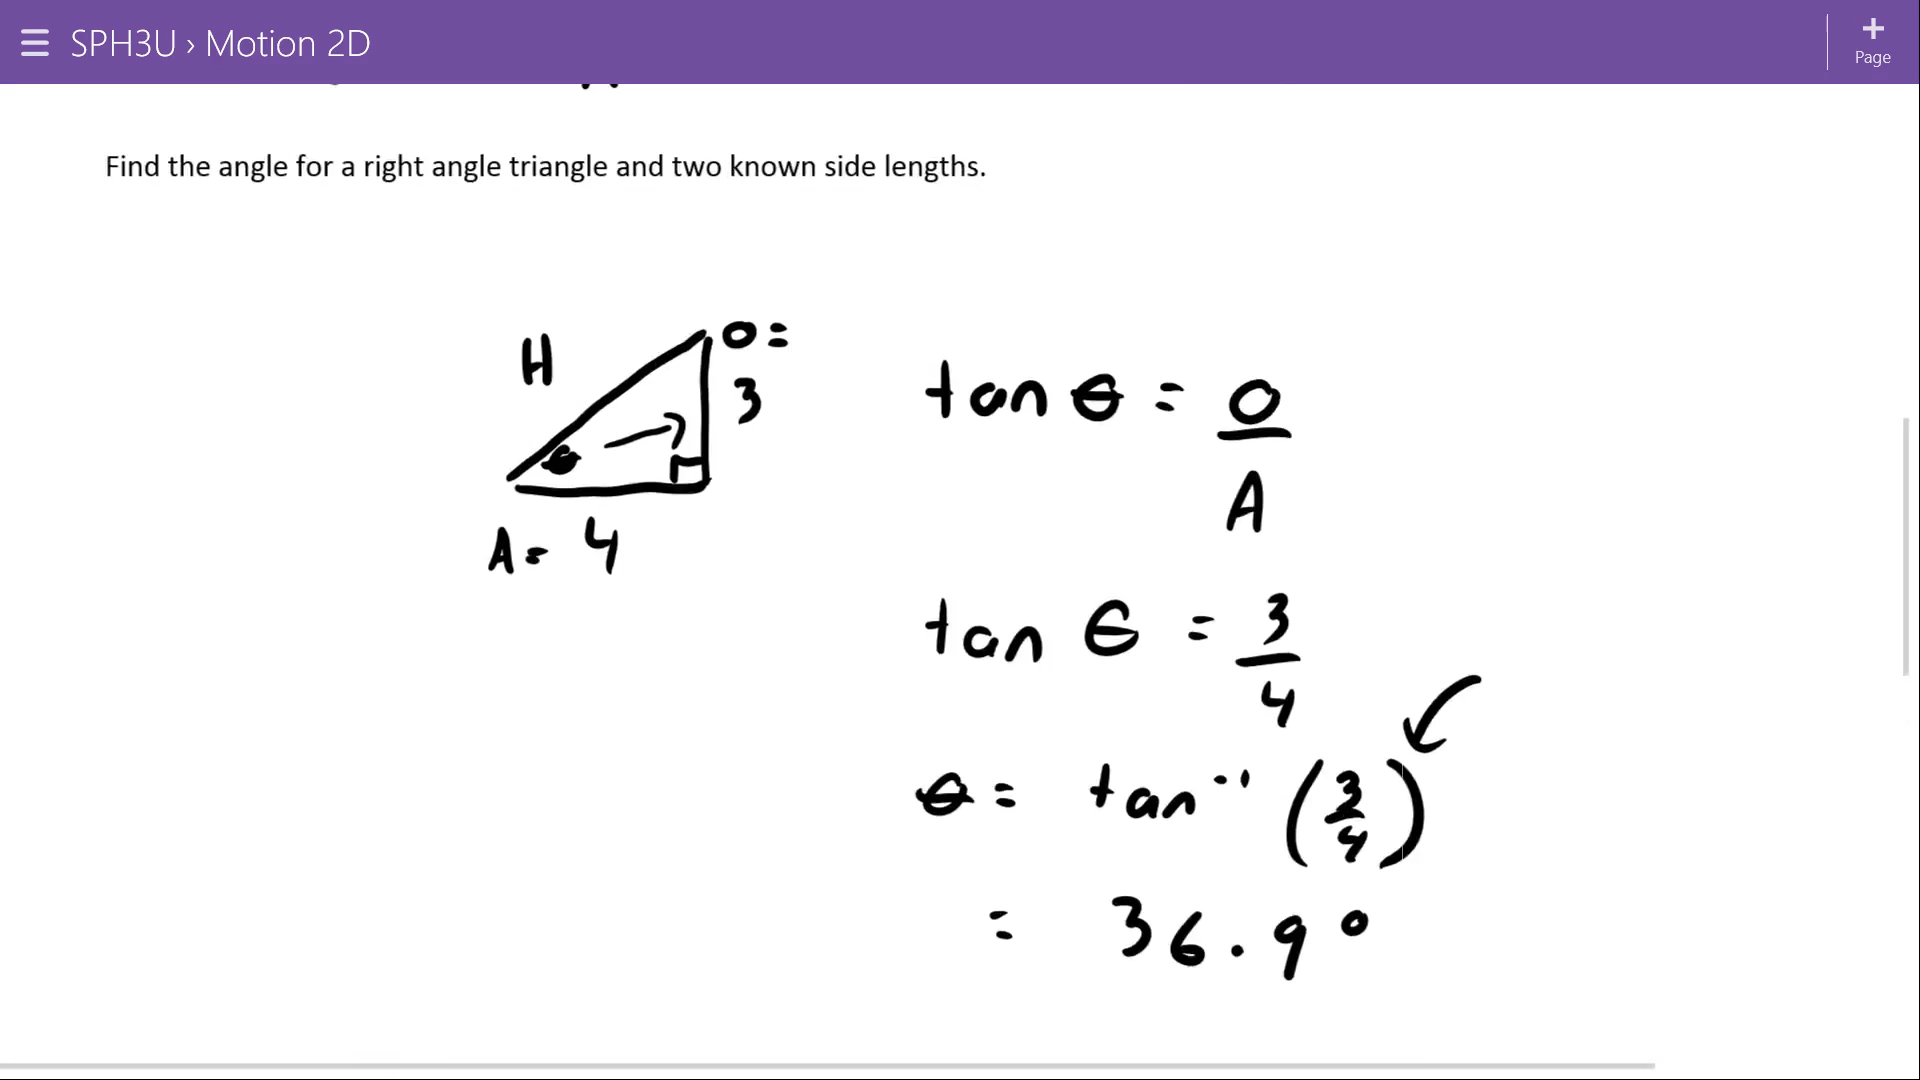 SPH3U › Motion 2D
+
Page
Find the angle for a right angle triangle and two known side lengths.
H
O =
3
θ
A = 4
tan θ = O
A
tan θ = 3
4
θ = tan⁻¹ (3/4)
= 36.9°